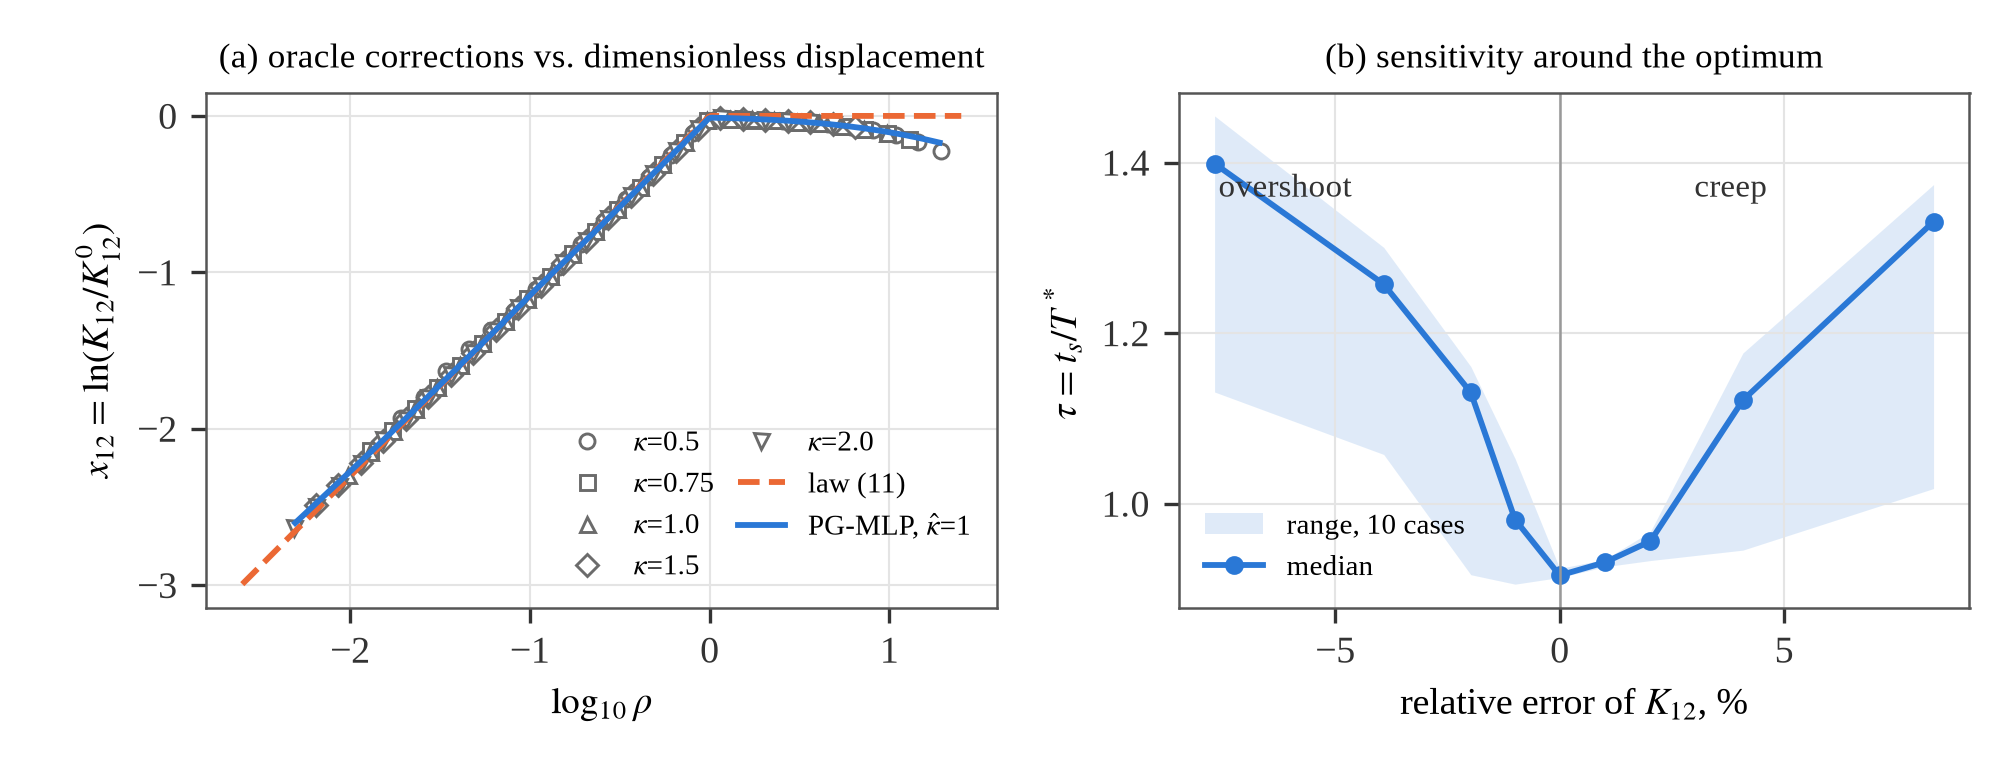 (a) oracle corrections vs. dimensionless displacement
0
−1
−2
−3
x₁₂ = ln(K₁₂/K⁰₁₂)
κ=0.5
κ=0.75
κ=1.0
κ=1.5
κ=2.0
law (11)
PG-MLP, κ̂=1
−2
−1
0
1
log₁₀ ρ
(b) sensitivity around the optimum
1.4
1.2
1.0
τ = tₛ/T*
overshoot
creep
range, 10 cases
median
−5
0
5
relative error of K₁₂, %